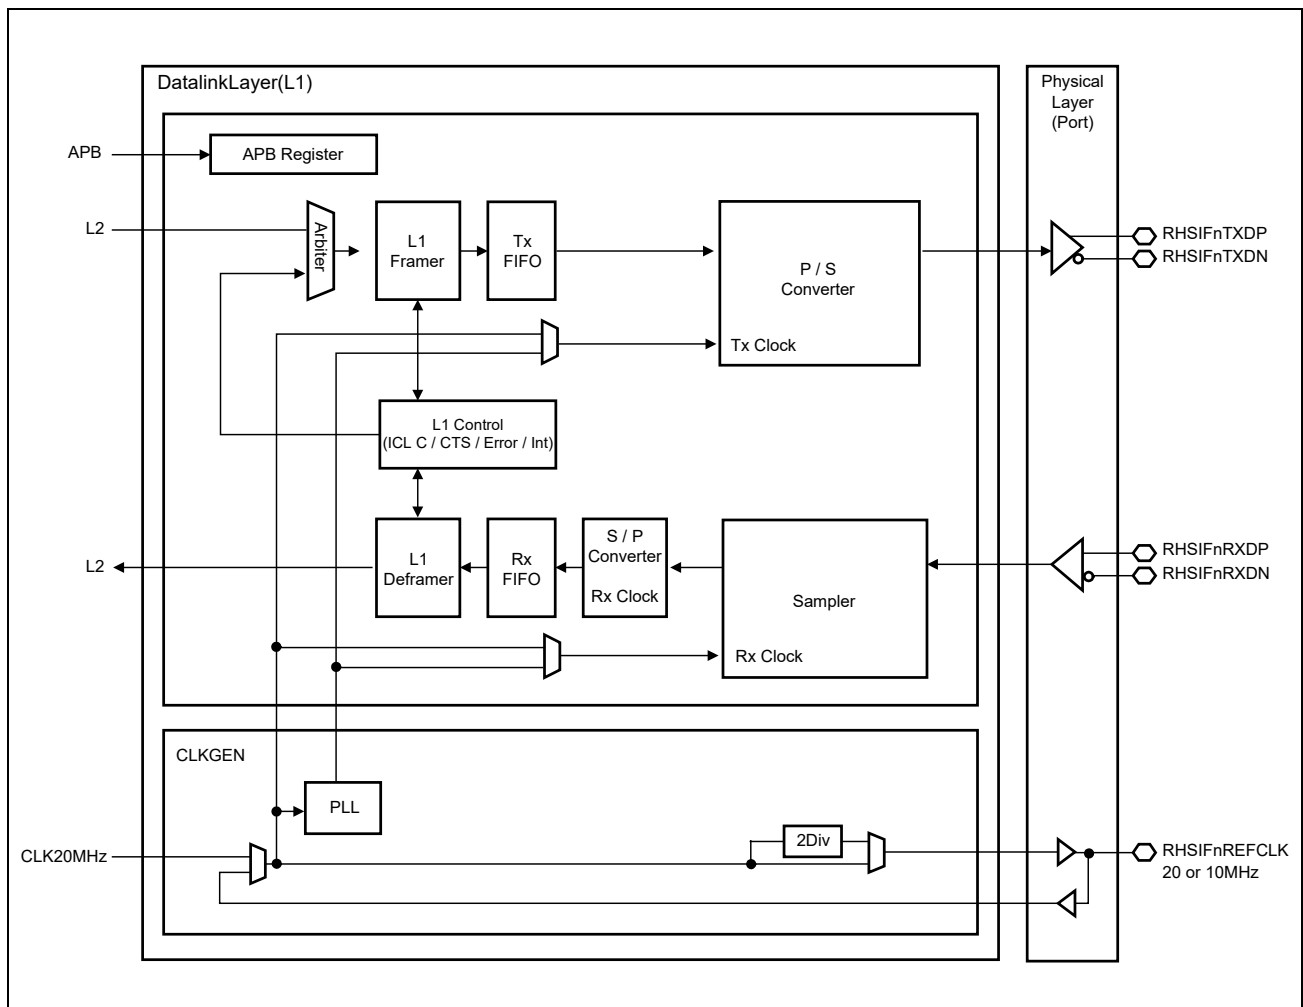 DatalinkLayer(L1)
Physical
Layer
(Port)
APB
APB Register
L2
Arbiter
L1
Framer
Tx
FIFO
P / S
Converter
Tx Clock
RHSIFnTXDP
RHSIFnTXDN
L1 Control
(ICL C / CTS / Error / Int)
L2
L1
Deframer
Rx
FIFO
S / P
Converter
Rx Clock
Sampler
Rx Clock
RHSIFnRXDP
RHSIFnRXDN
CLKGEN
PLL
CLK20MHz
2Div
RHSIFnREFCLK
20 or 10MHz